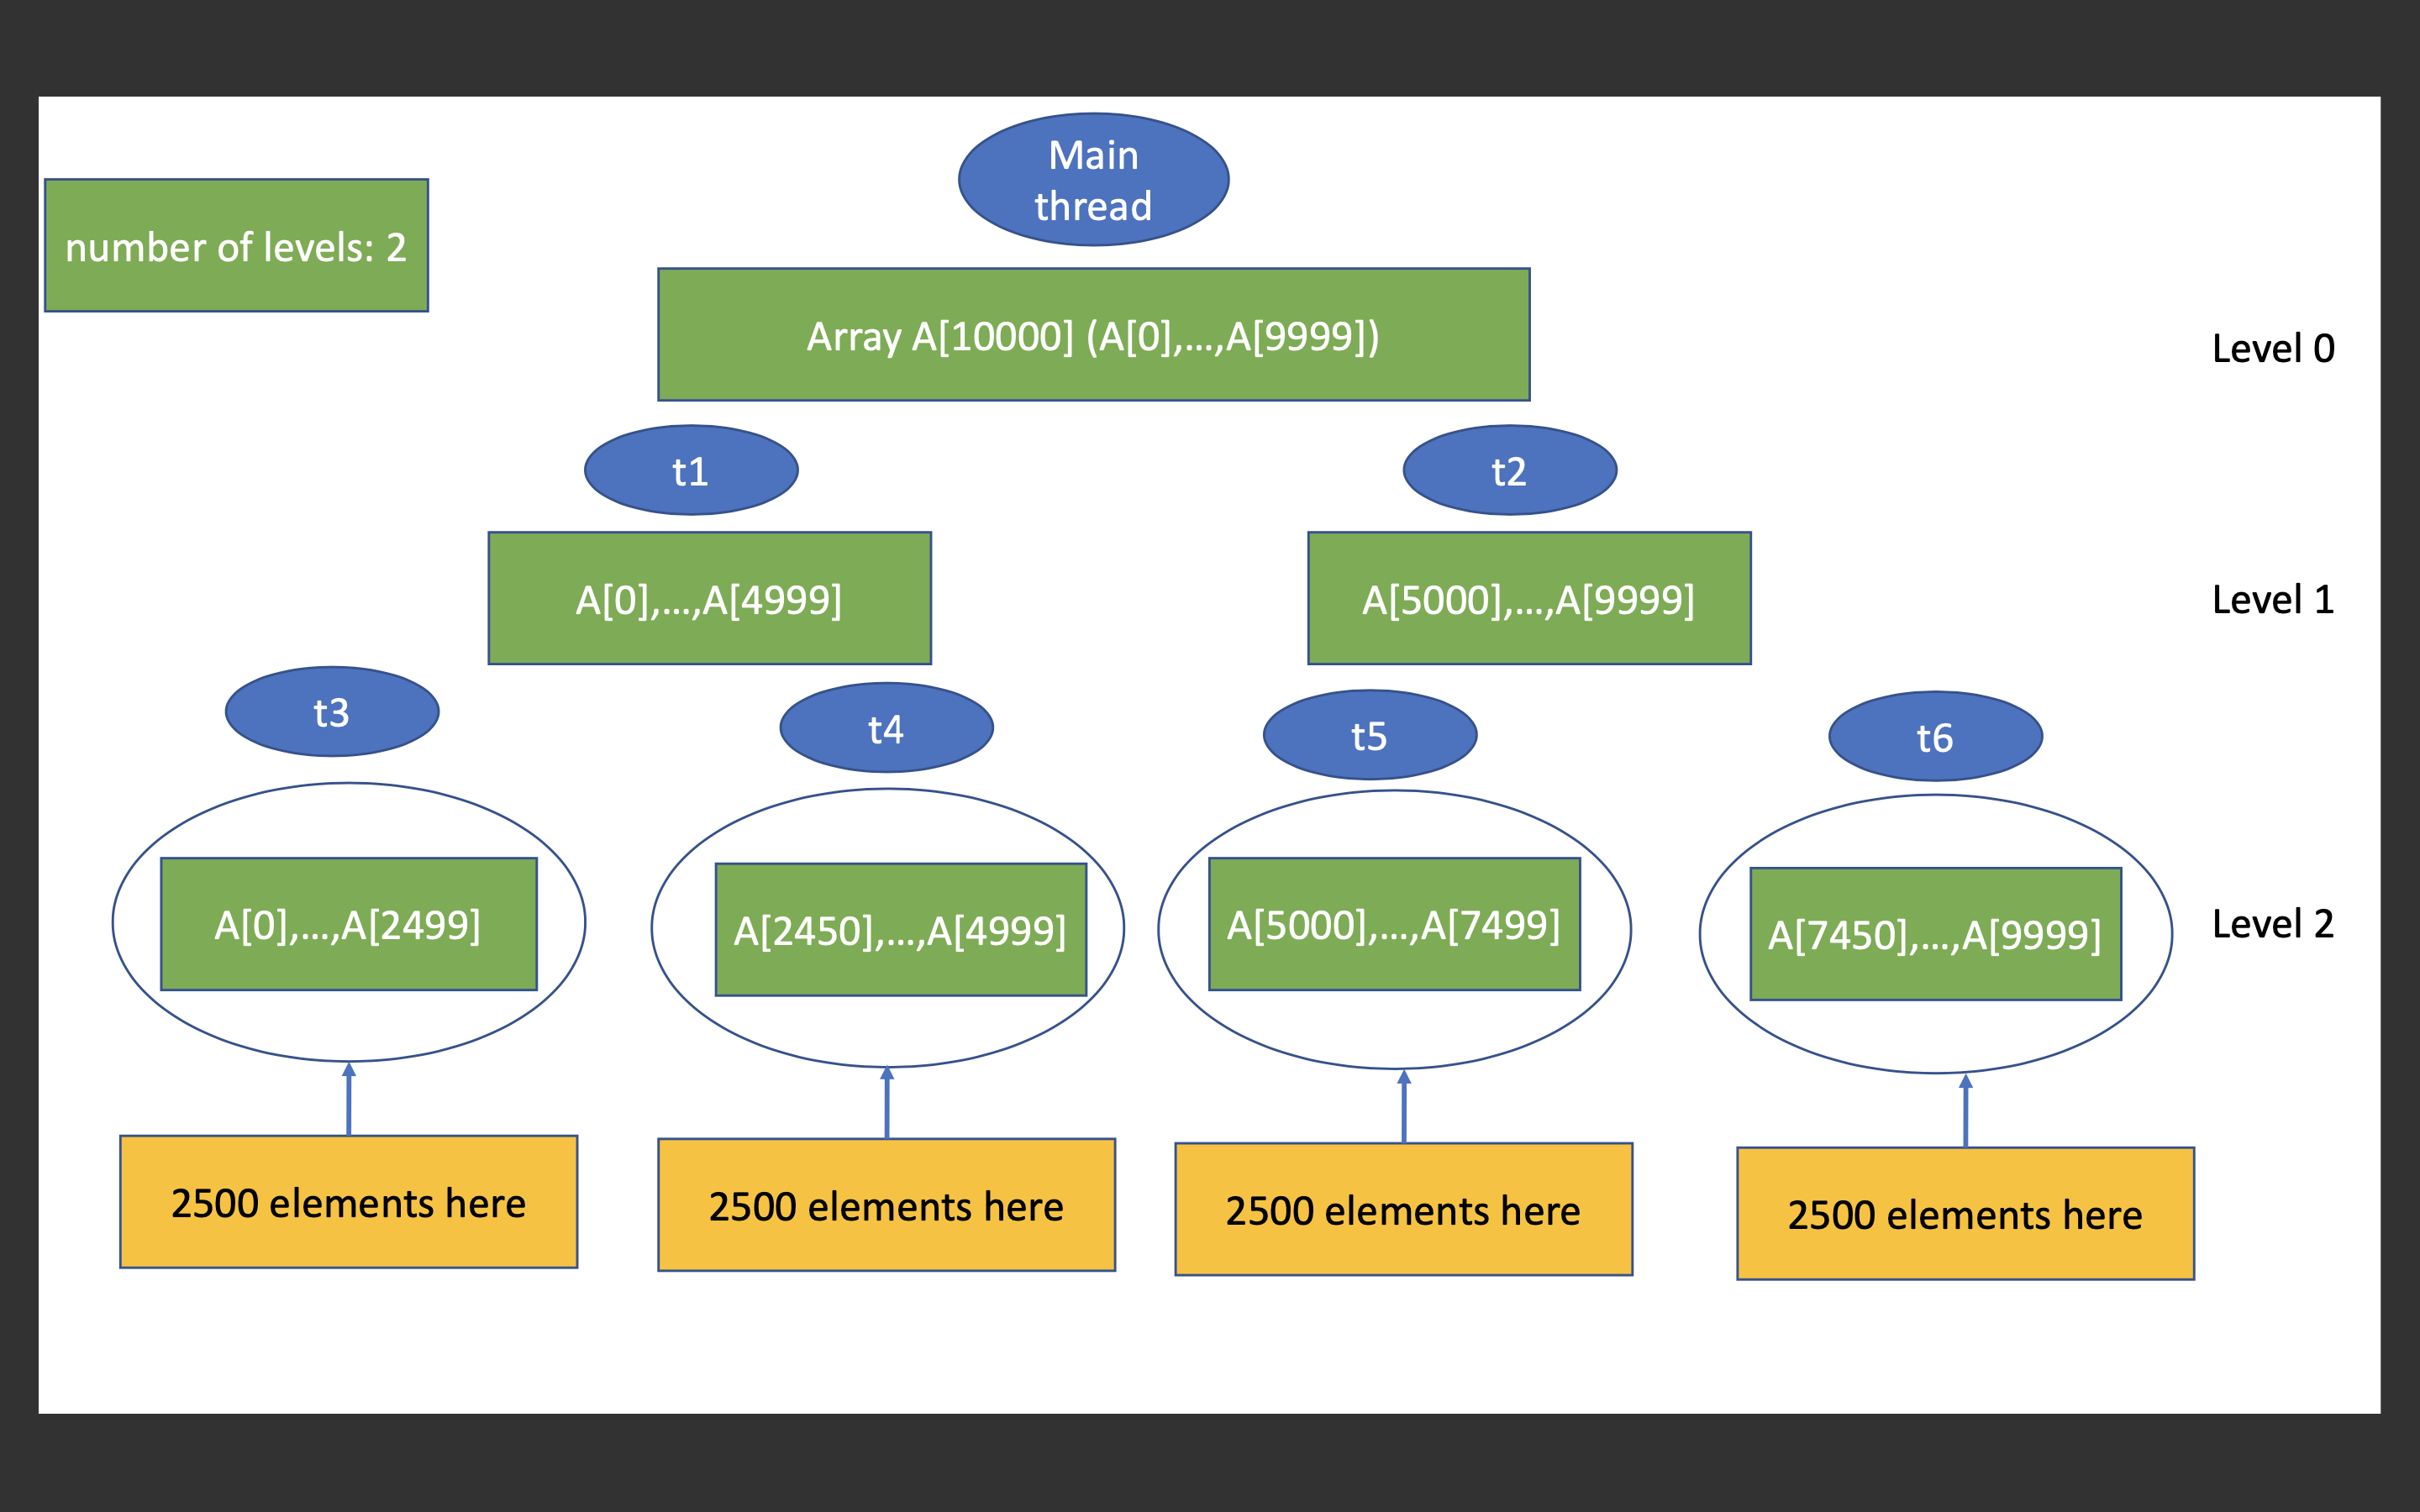 Main
thread
number of levels: 2
Array A[10000] (A[0],...,A[9999])
Level 0
t1
t2
A[0],...,A[4999]
A[5000],...,A[9999]
Level 1
t3
t4
t5
t6
A[0],...,A[2499]
A[2450],...,A[4999]
A[5000],...,A[7499]
A[7450],...,A[9999]
Level 2
2500 elements here
2500 elements here
2500 elements here
2500 elements here